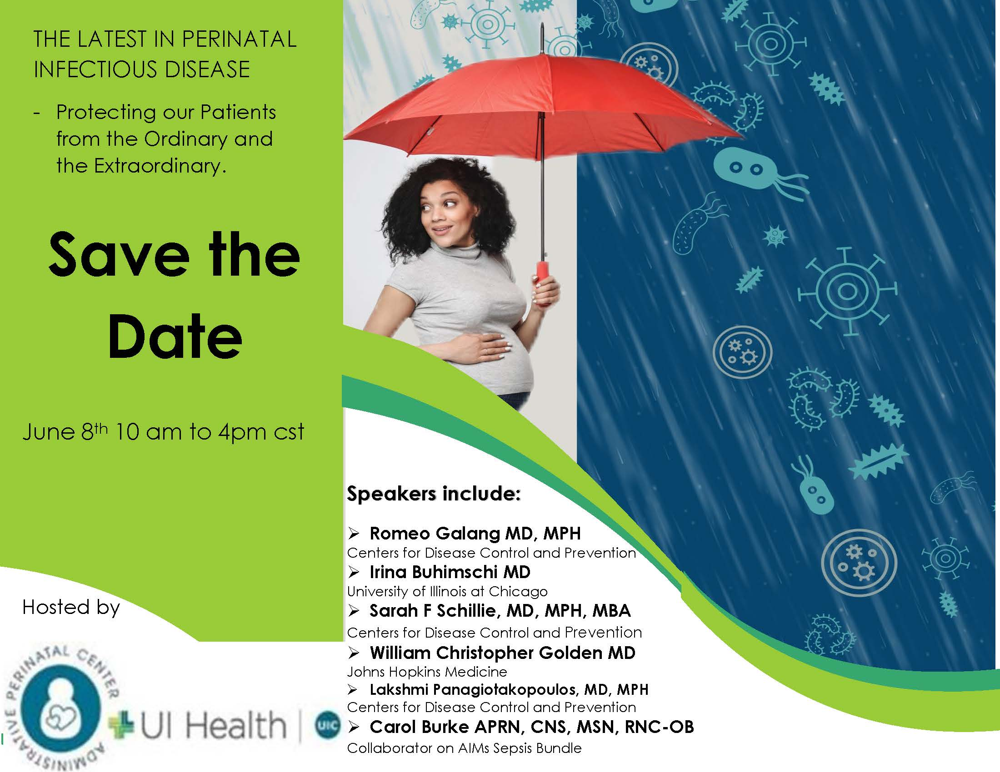 THE LATEST IN PERINATAL
INFECTIOUS DISEASE
- Protecting our Patients
from the Ordinary and
the Extraordinary.
Save the
Date
June 8th 10 am to 4pm cst
Hosted by
ADMINISTRATIVE PERINATAL CENTER
UI Health
UIC
Speakers include:
➢ Romeo Galang MD, MPH
Centers for Disease Control and Prevention
➢ Irina Buhimschi MD
University of Illinois at Chicago
➢ Sarah F Schillie, MD, MPH, MBA
Centers for Disease Control and Prevention
➢ William Christopher Golden MD
Johns Hopkins Medicine
➢ Lakshmi Panagiotakopoulos, MD, MPH
Centers for Disease Control and Prevention
➢ Carol Burke APRN, CNS, MSN, RNC-OB
Collaborator on AIMs Sepsis Bundle